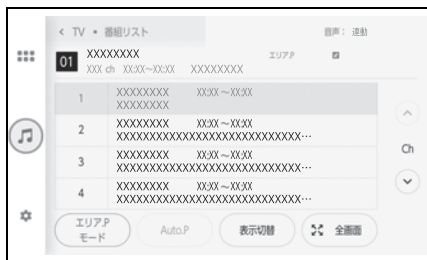 < TV • 番組リスト 音声： 連動
01 XXXXXXXX エリアP
XXX ch XX:XX～XX:XX XXXXXXXX
1 XXXXXXXX XX:XX～XX:XX
XXXXXXXX
2 XXXXXXXX XX:XX～XX:XX
XXXXXXXXXXXXXXXXXXXXXXXXXXXX…
3 XXXXXXXX XX:XX～XX:XX
XXXXXXXXXXXXXXXXXXXXXXXXXXXX…
Ch
4 XXXXXXXX XX:XX～XX:XX
XXXXXXXXXXXXXXXXXXXXXXXXXXXX…
エリア.P
モード
Auto.P
表示切替
全画面